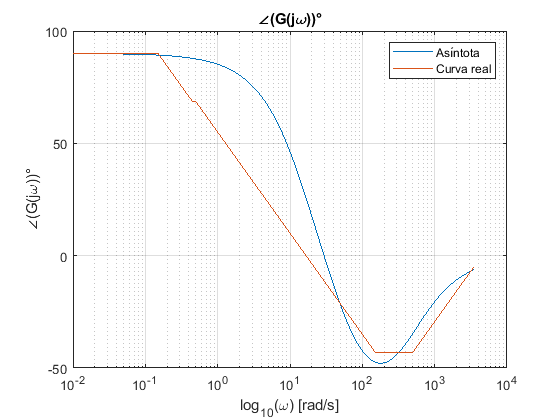 ∠(G(jω))°
Asíntota
Curva real
∠(G(jω))°
100
50
0
-50
10^-2
10^-1
10^0
10^1
10^2
10^3
10^4
log_10(ω) [rad/s]